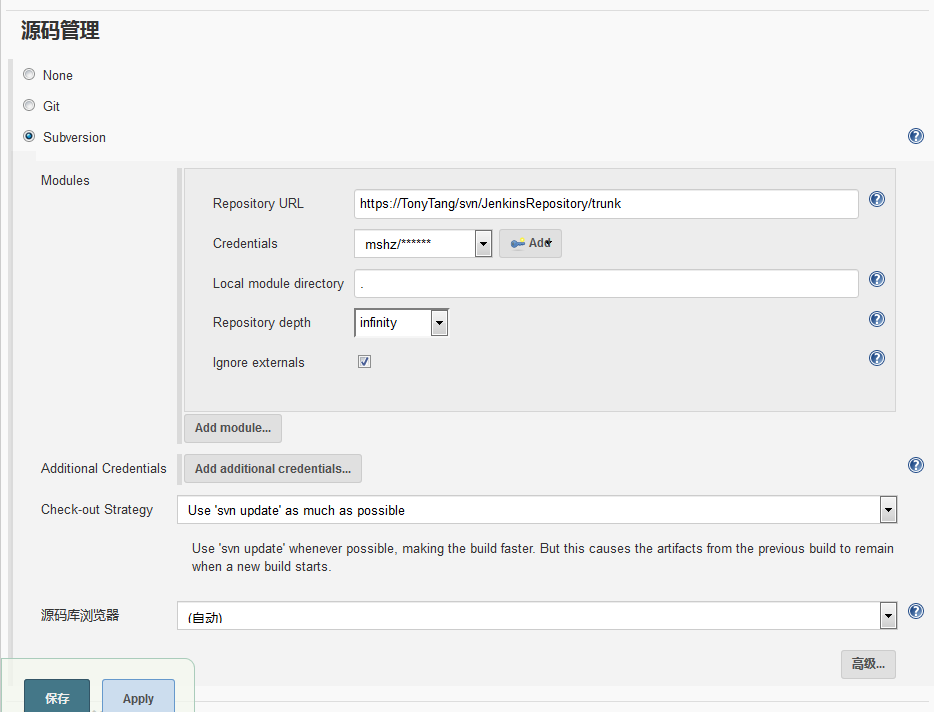 源码管理
None
Git
Subversion
Modules
Repository URL https://TonyTang/svn/JenkinsRepository/trunk
Credentials mshz/****** Add
Local module directory .
Repository depth infinity
Ignore externals
Add module...
Additional Credentials Add additional credentials...
Check-out Strategy Use 'svn update' as much as possible
Use 'svn update' whenever possible, making the build faster. But this causes the artifacts from the previous build to remain
when a new build starts.
源码库浏览器 (自动)
高级...
保存 Apply